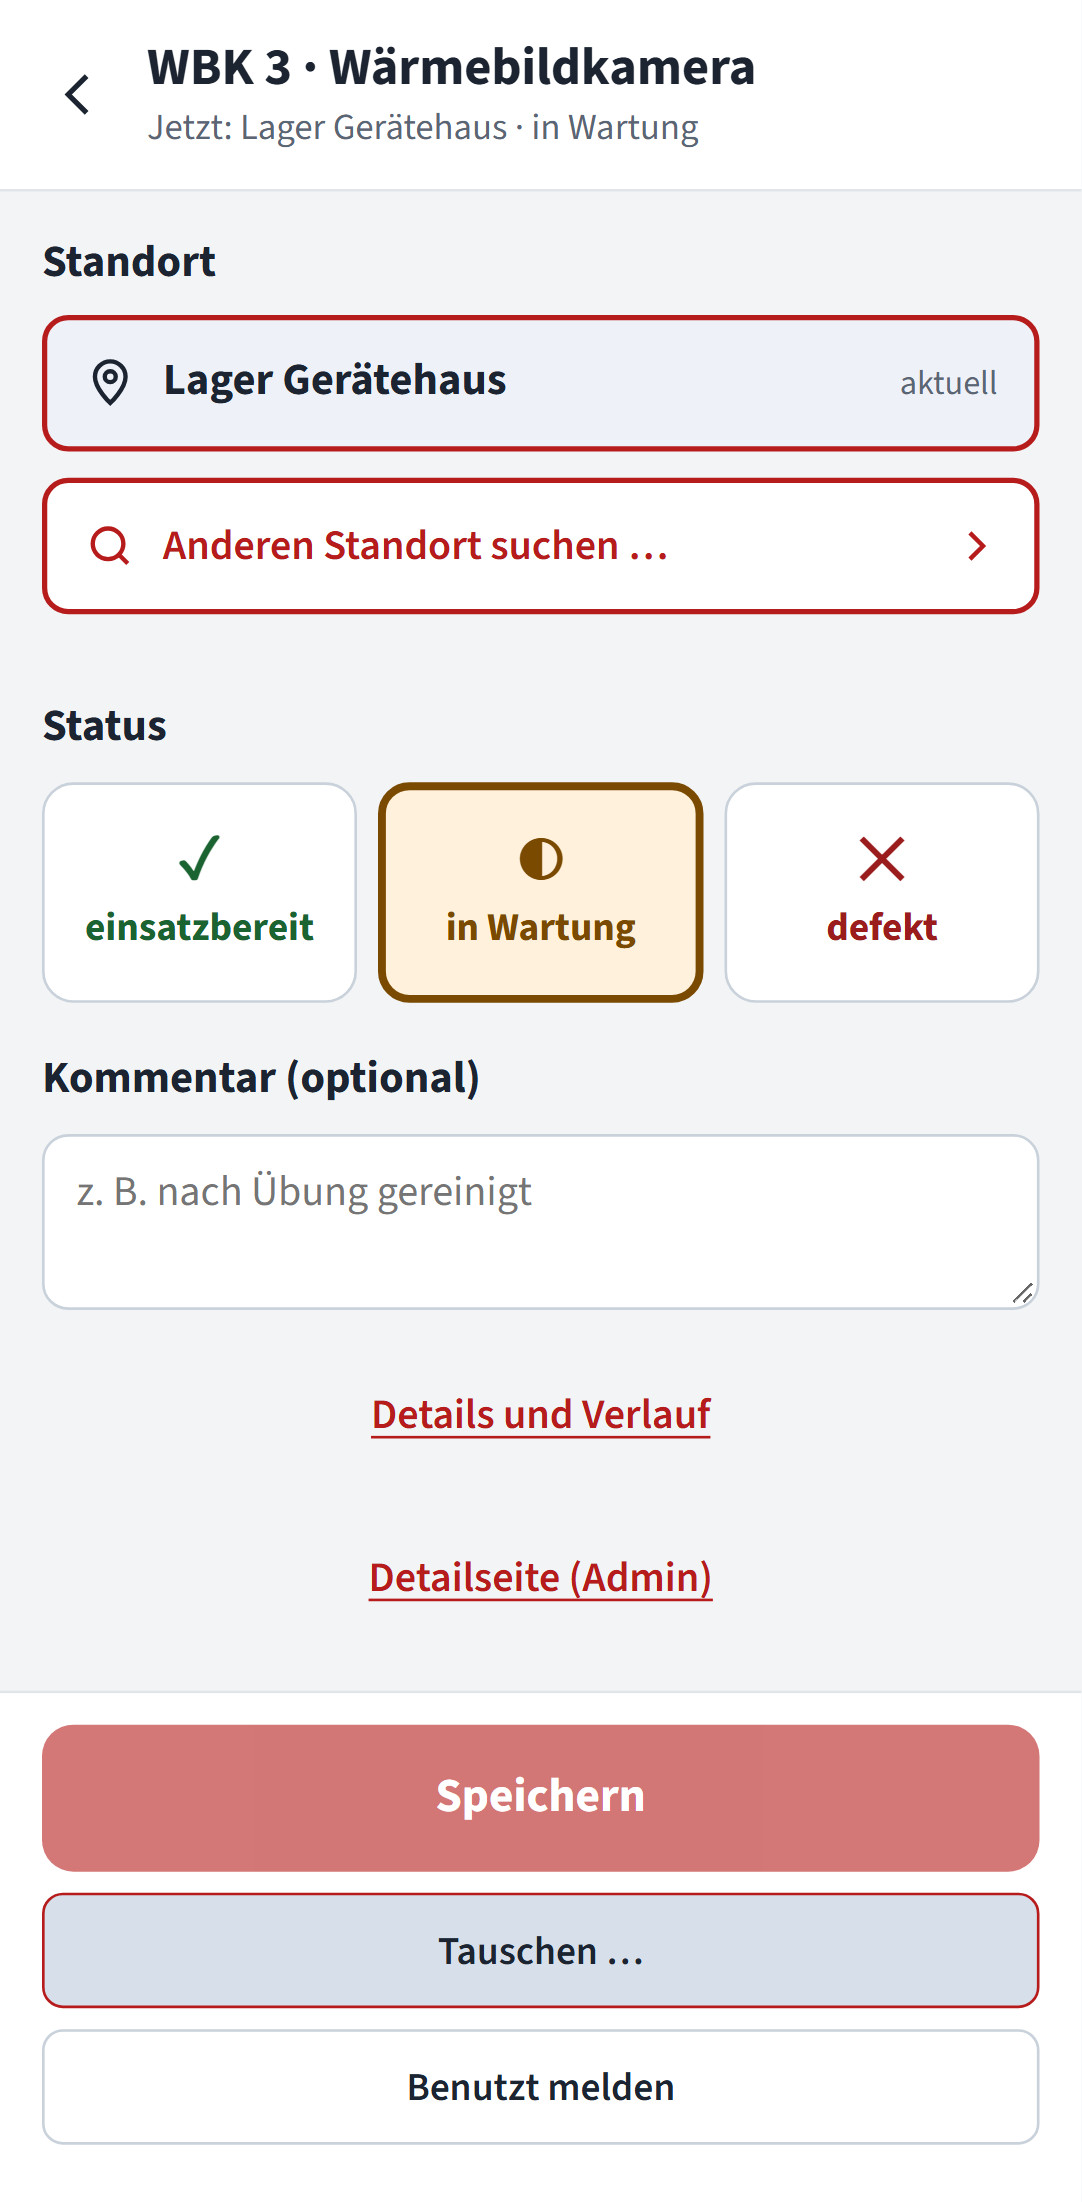 WBK 3 · Wärmebildkamera
Jetzt: Lager Gerätehaus · in Wartung
Standort
Lager Gerätehaus
aktuell
Anderen Standort suchen …
Status
einsatzbereit
in Wartung
defekt
Kommentar (optional)
z. B. nach Übung gereinigt
Details und Verlauf
Detailseite (Admin)
Speichern
Tauschen …
Benutzt melden